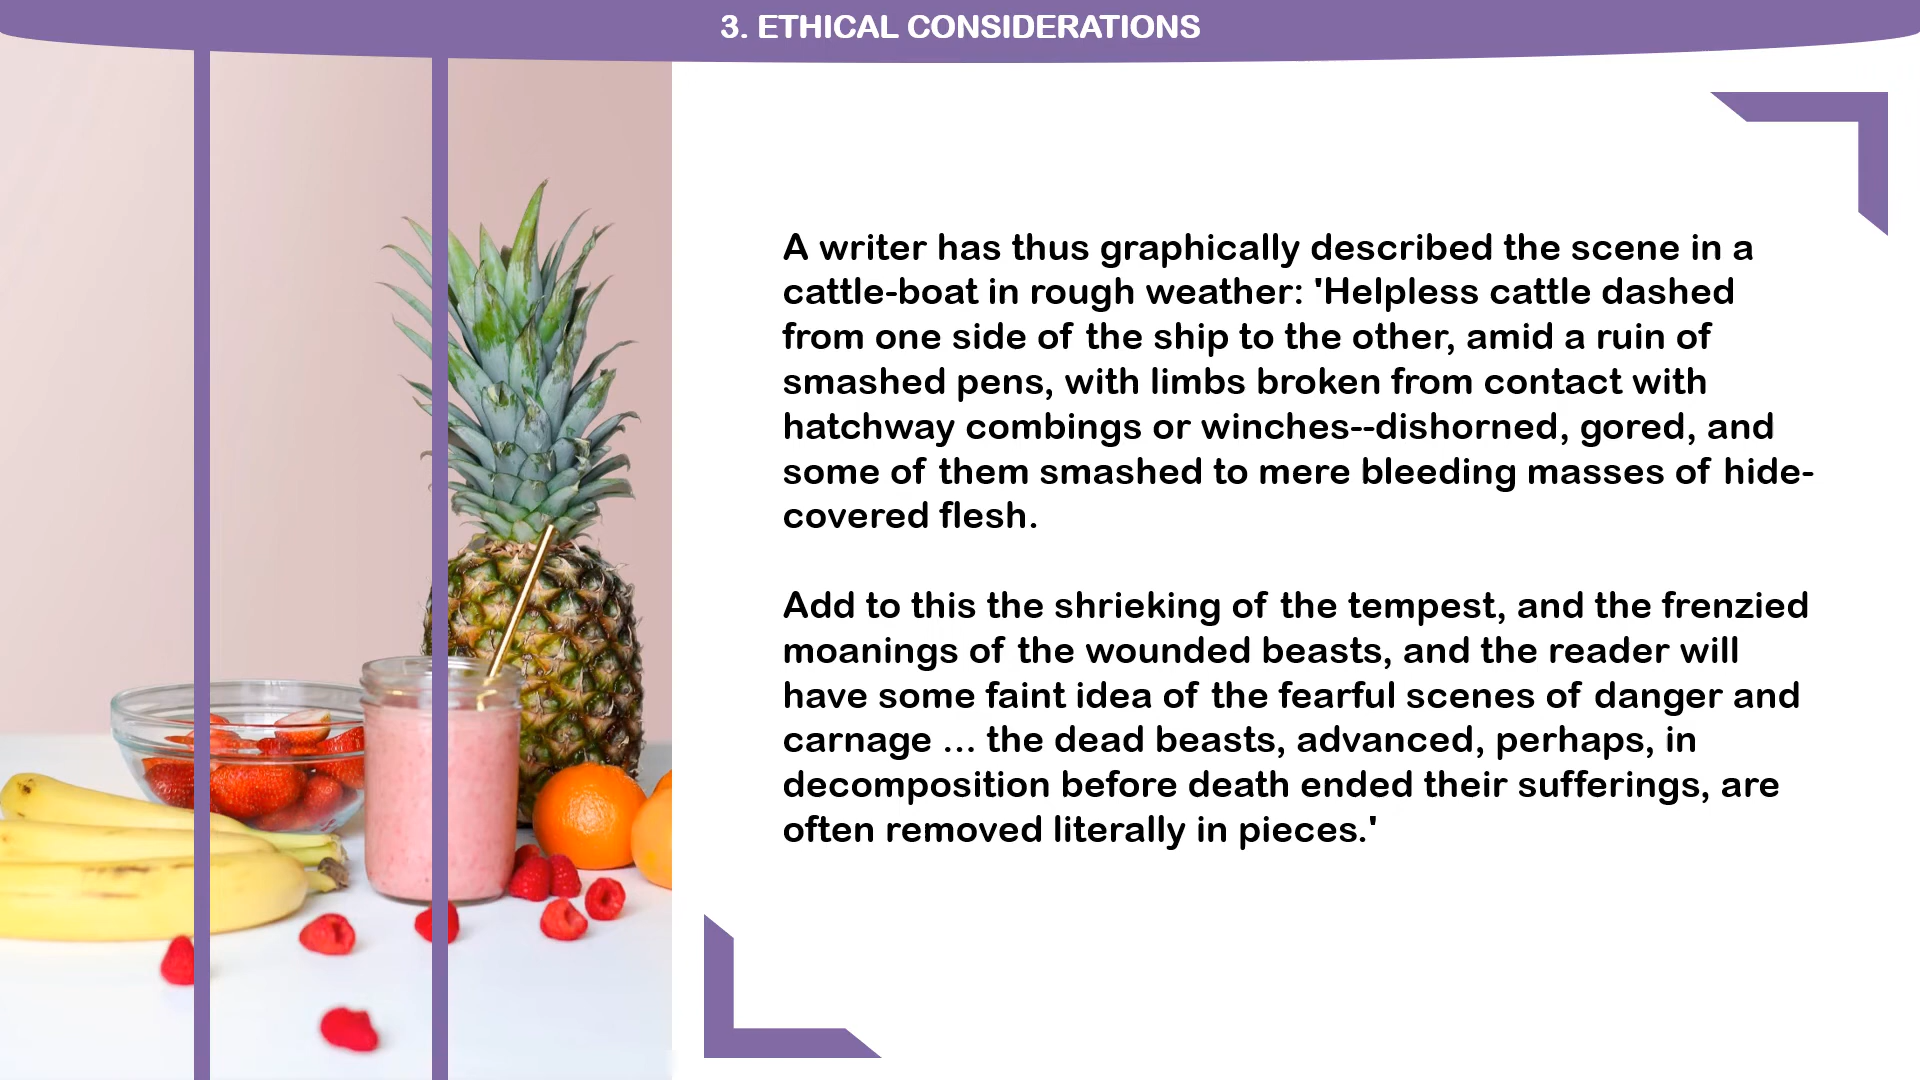 3. ETHICAL CONSIDERATIONS
A writer has thus graphically described the scene in a
cattle-boat in rough weather: 'Helpless cattle dashed
from one side of the ship to the other, amid a ruin of
smashed pens, with limbs broken from contact with
hatchway combings or winches--dishorned, gored, and
some of them smashed to mere bleeding masses of hide-
covered flesh.
Add to this the shrieking of the tempest, and the frenzied
moanings of the wounded beasts, and the reader will
have some faint idea of the fearful scenes of danger and
carnage ... the dead beasts, advanced, perhaps, in
decomposition before death ended their sufferings, are
often removed literally in pieces.'